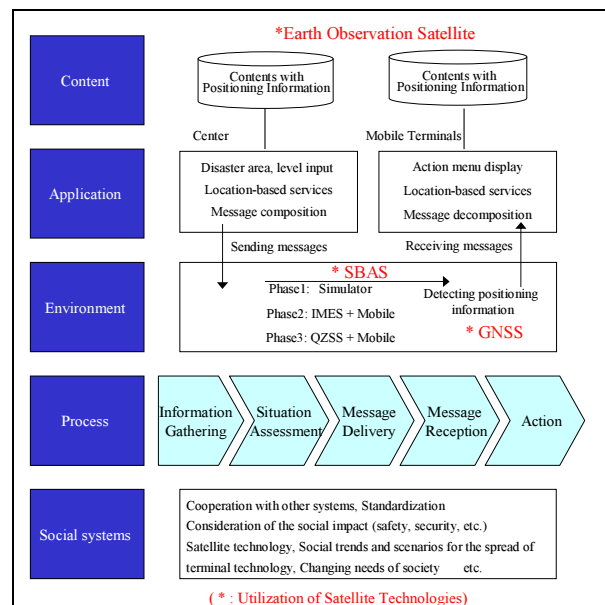 *Earth Observation Satellite
Content
Contents with
Positioning Information
Contents with
Positioning Information
Center
Mobile Terminals
Application
Disaster area, level input
Location-based services
Message composition
Action menu display
Location-based services
Message decomposition
Sending messages
Receiving messages
Environment
* SBAS
Phase1: Simulator
Phase2: IMES + Mobile
Phase3: QZSS + Mobile
Detecting positioning
information
* GNSS
Process
Information
Gathering
Situation
Assessment
Message
Delivery
Message
Reception
Action
Social systems
Cooperation with other systems, Standardization
Consideration of the social impact (safety, security, etc.)
Satellite technology, Social trends and scenarios for the spread of
terminal technology, Changing needs of society etc.
( * : Utilization of Satellite Technologies)